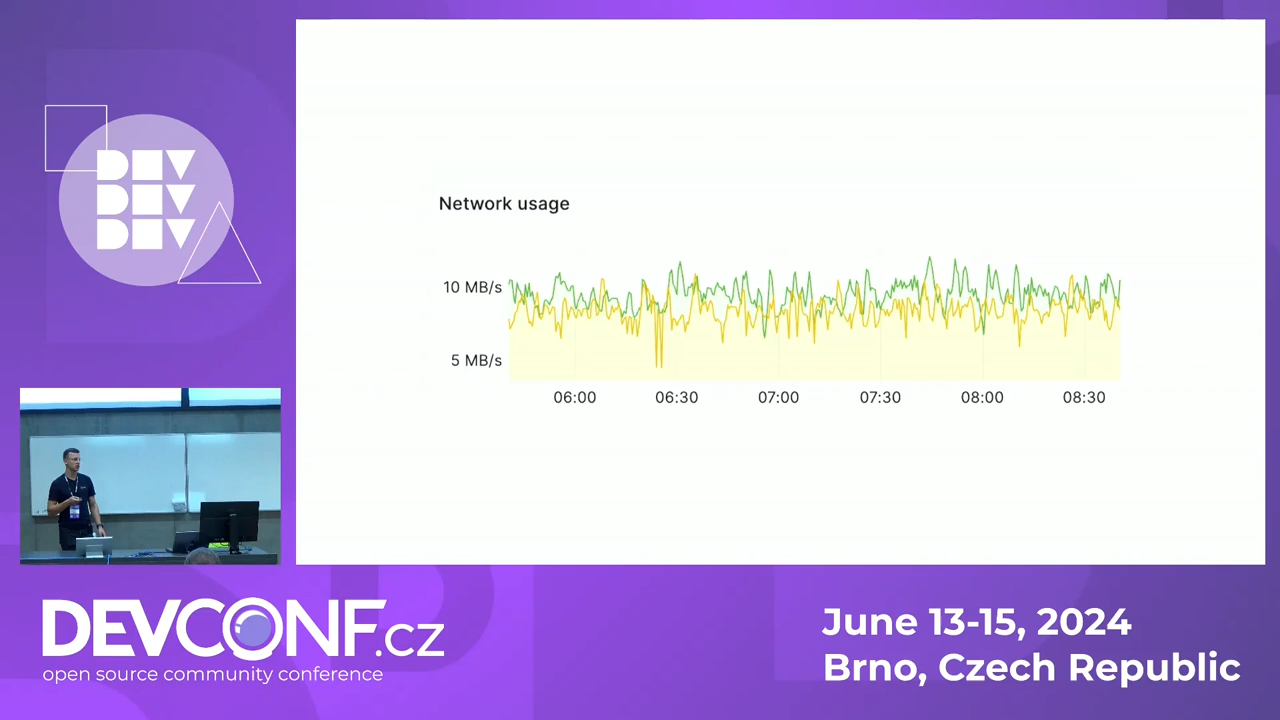 DEV
DEV
DEV
Network usage
10 MB/s
5 MB/s
06:00 06:30 07:00 07:30 08:00 08:30
DEVCONF.cz
open source community conference
June 13-15, 2024
Brno, Czech Republic